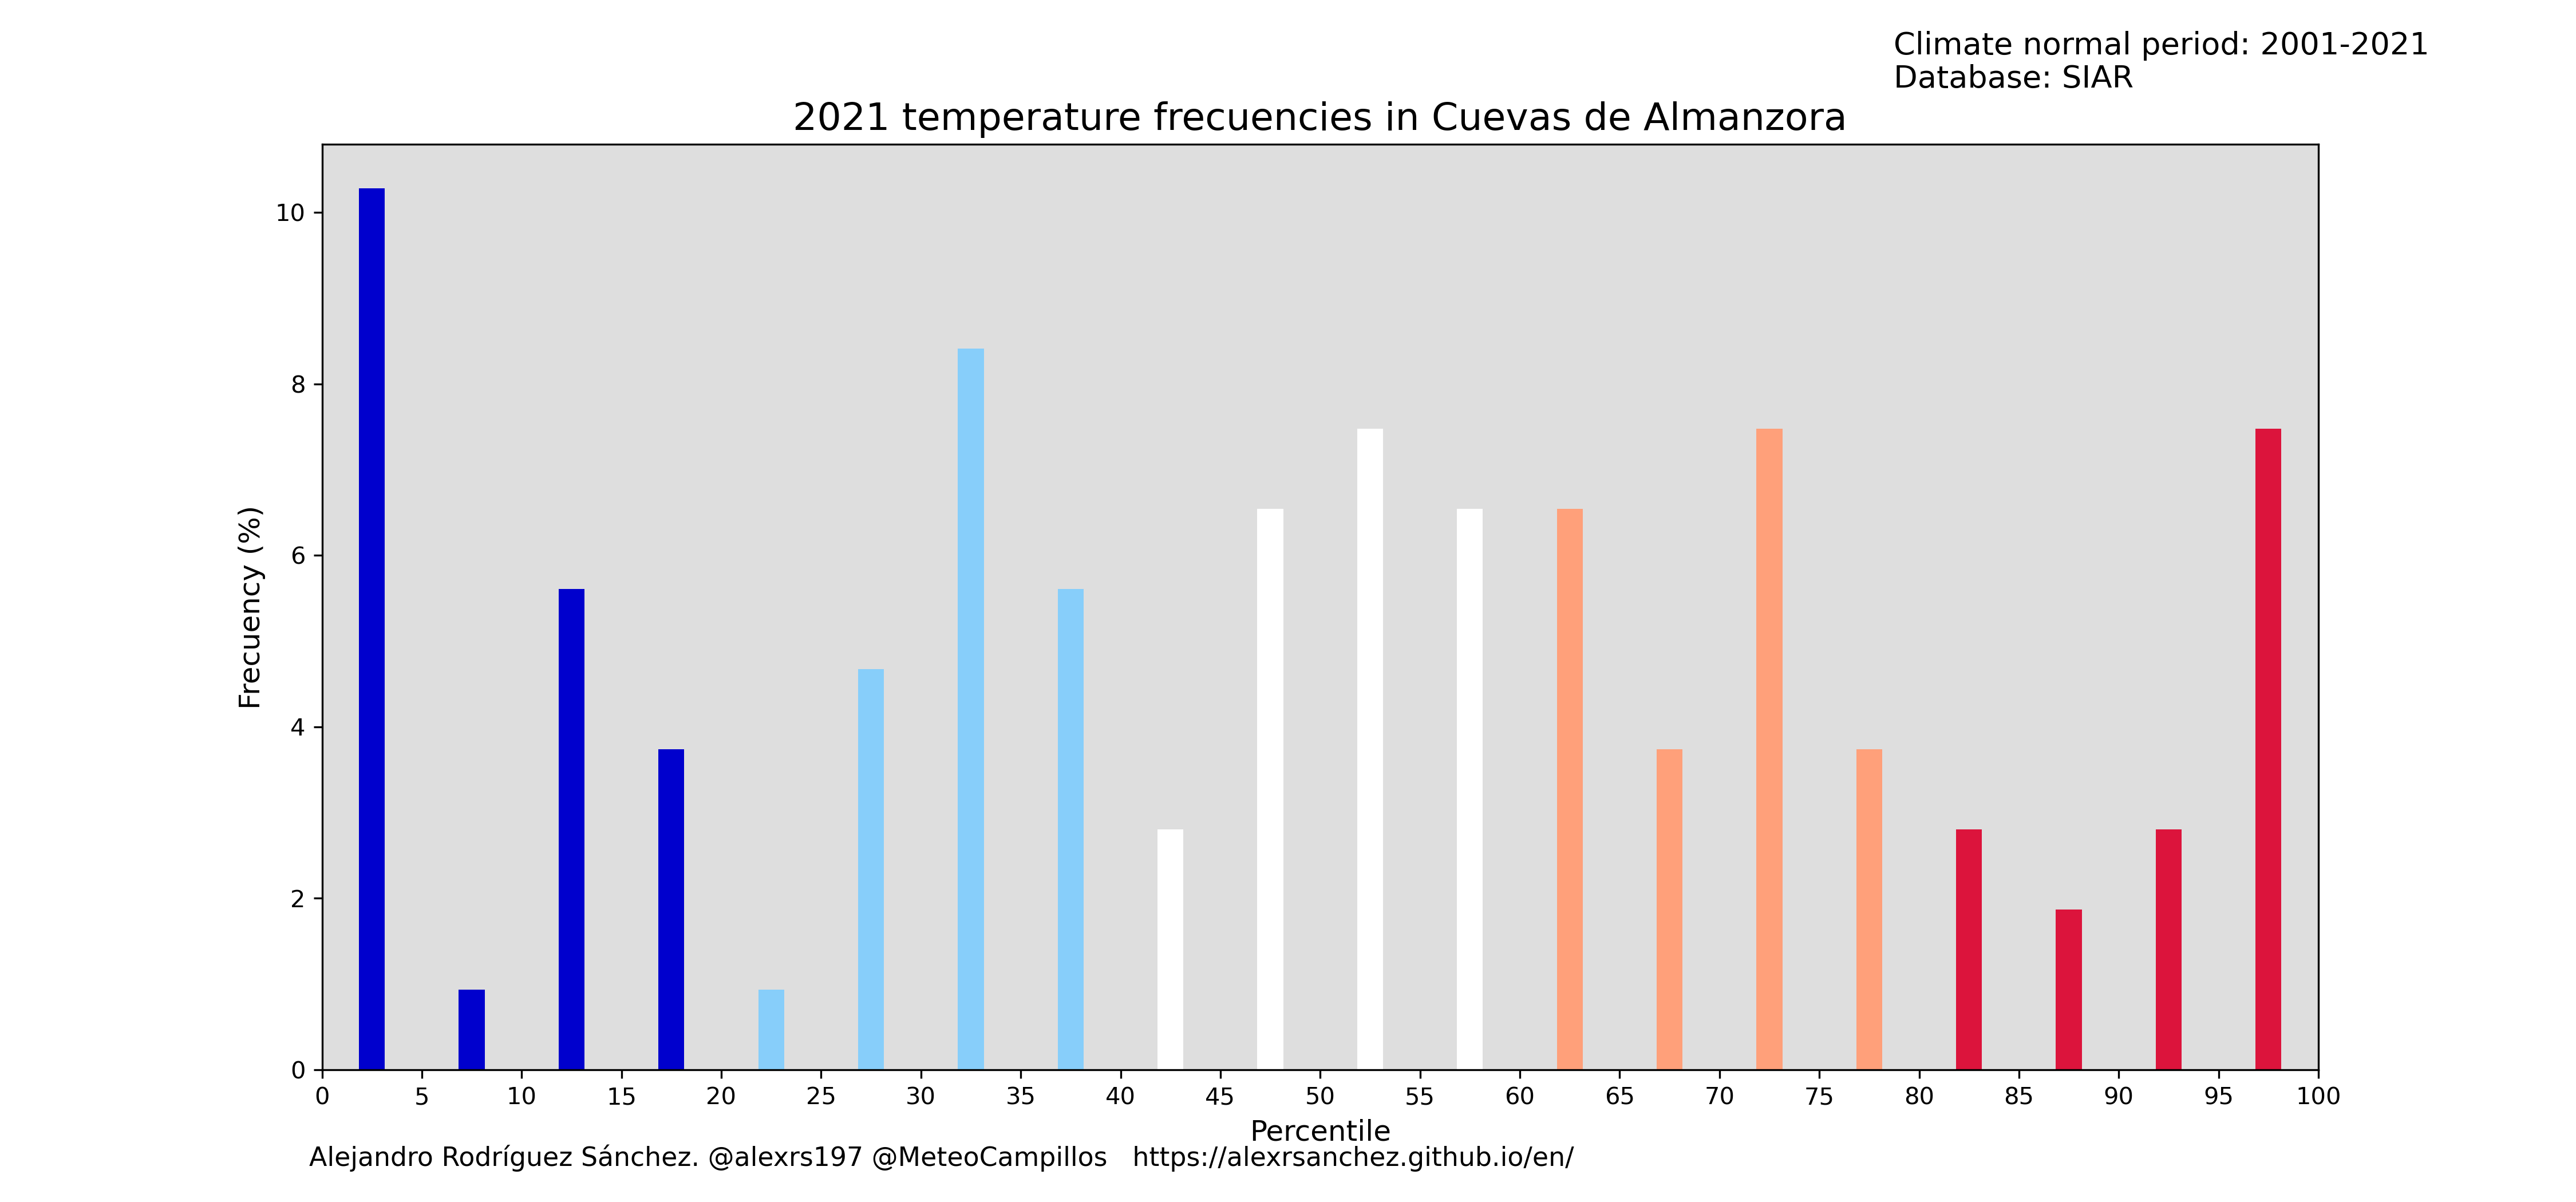 Climate normal period: 2001-2021
Database: SIAR
2021 temperature frecuencies in Cuevas de Almanzora
Frecuency (%)
10
8
6
4
2
0
0 5 10 15 20 25 30 35 40 45 50 55 60 65 70 75 80 85 90 95 100
Percentile
Alejandro Rodríguez Sánchez. @alexrs197 @MeteoCampillos https://alexrsanchez.github.io/en/